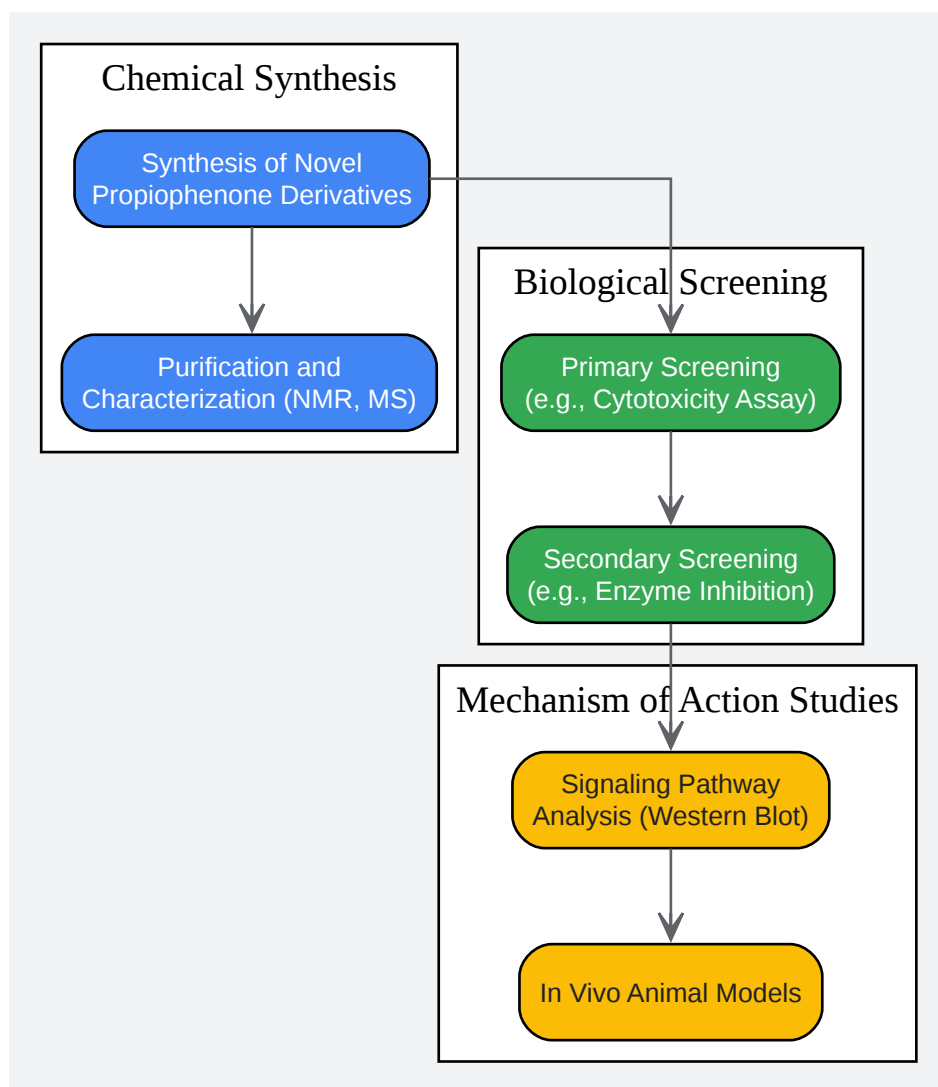 Chemical Synthesis
Synthesis of Novel
Propiophenone Derivatives
Purification and
Characterization (NMR, MS)
Biological Screening
Primary Screening
(e.g., Cytotoxicity Assay)
Secondary Screening
(e.g., Enzyme Inhibition)
Mechanism of Action Studies
Signaling Pathway
Analysis (Western Blot)
In Vivo Animal Models